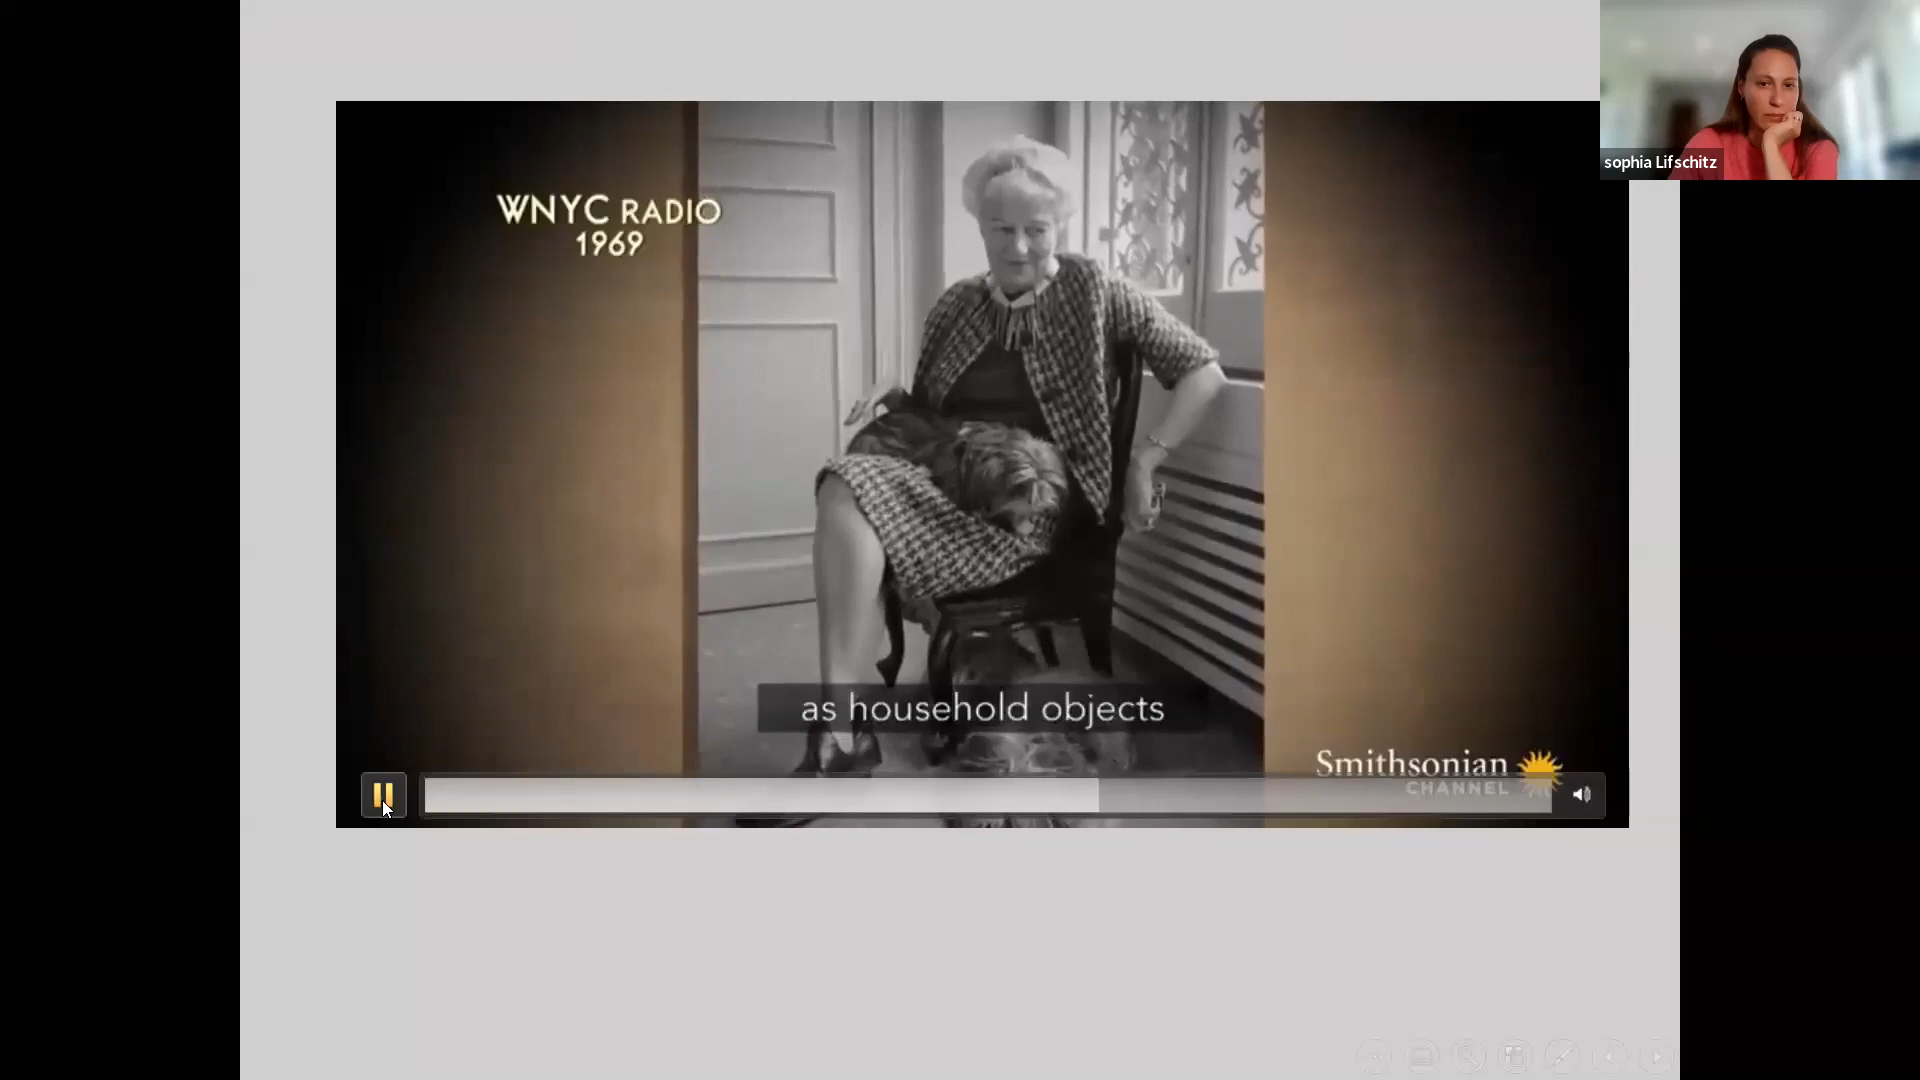 sophia Lifschitz
WNYC RADIO
1969
as household objects
Smithsonian
CHANNEL